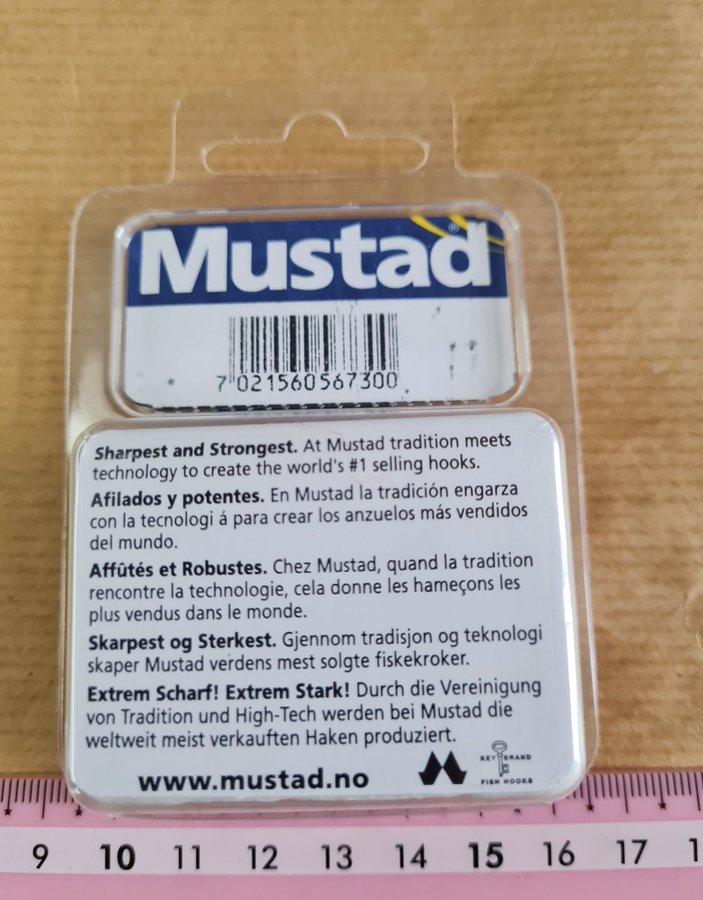 Mustad®
7 021560 567300
Sharpest and Strongest. At Mustad tradition meets
technology to create the world's #1 selling hooks.
Afilados y potentes. En Mustad la tradición engarza
con la tecnologi á para crear los anzuelos más vendidos
del mundo.
Affûtés et Robustes. Chez Mustad, quand la tradition
rencontre la technologie, cela donne les hameçons les
plus vendus dans le monde.
Skarpest og Sterkest. Gjennom tradisjon og teknologi
skaper Mustad verdens mest solgte fiskekroker.
Extrem Scharf! Extrem Stark! Durch die Vereinigung
von Tradition und High-Tech werden bei Mustad die
weltweit meist verkauften Haken produziert.
www.mustad.no
KEY BRAND
FISH HOOKS
9 10 11 12 13 14 15 16 17